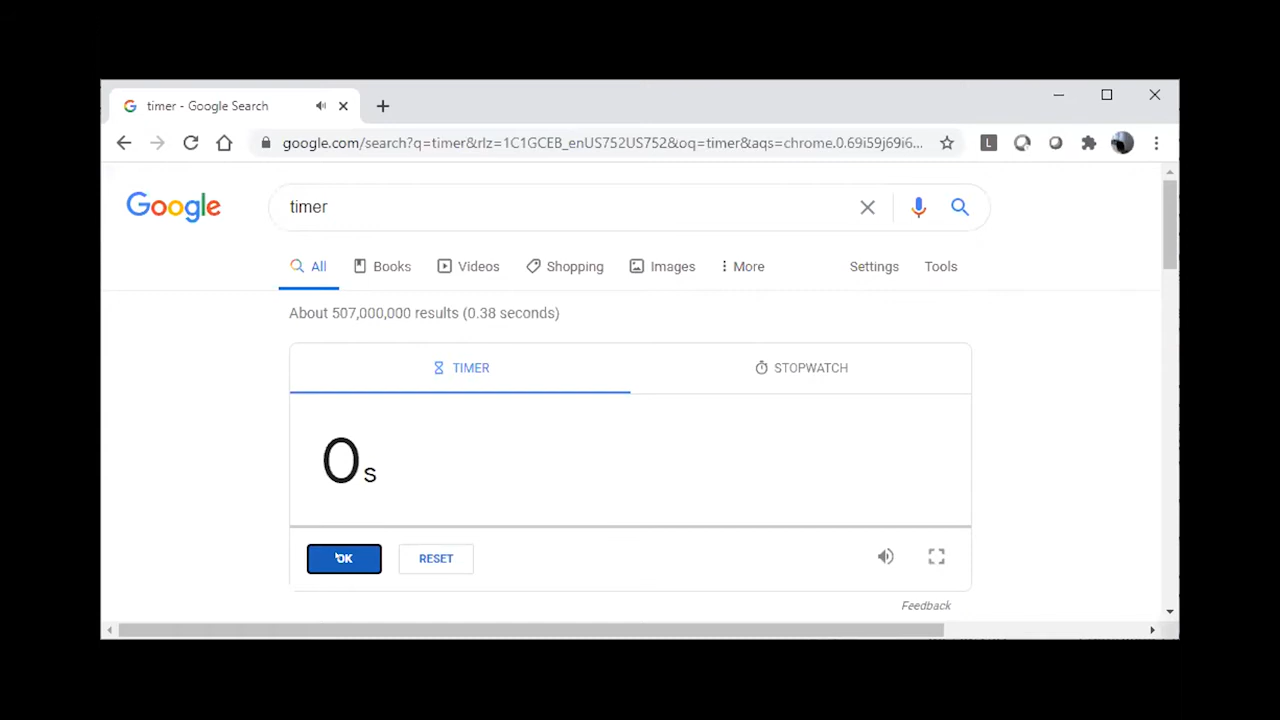 timer - Google Search
google.com/search?q=timer&rlz=1C1GCEB_enUS752US752&oq=timer&aqs=chrome.0.69i59j69i6...
L
Google
timer
All Books Videos Shopping Images More Settings Tools
About 507,000,000 results (0.38 seconds)
TIMER STOPWATCH
0s
OK RESET
Feedback